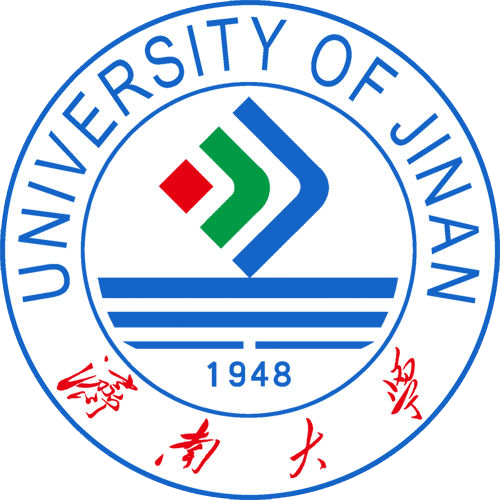 UNIVERSITY OF JINAN
1948
濟南大學